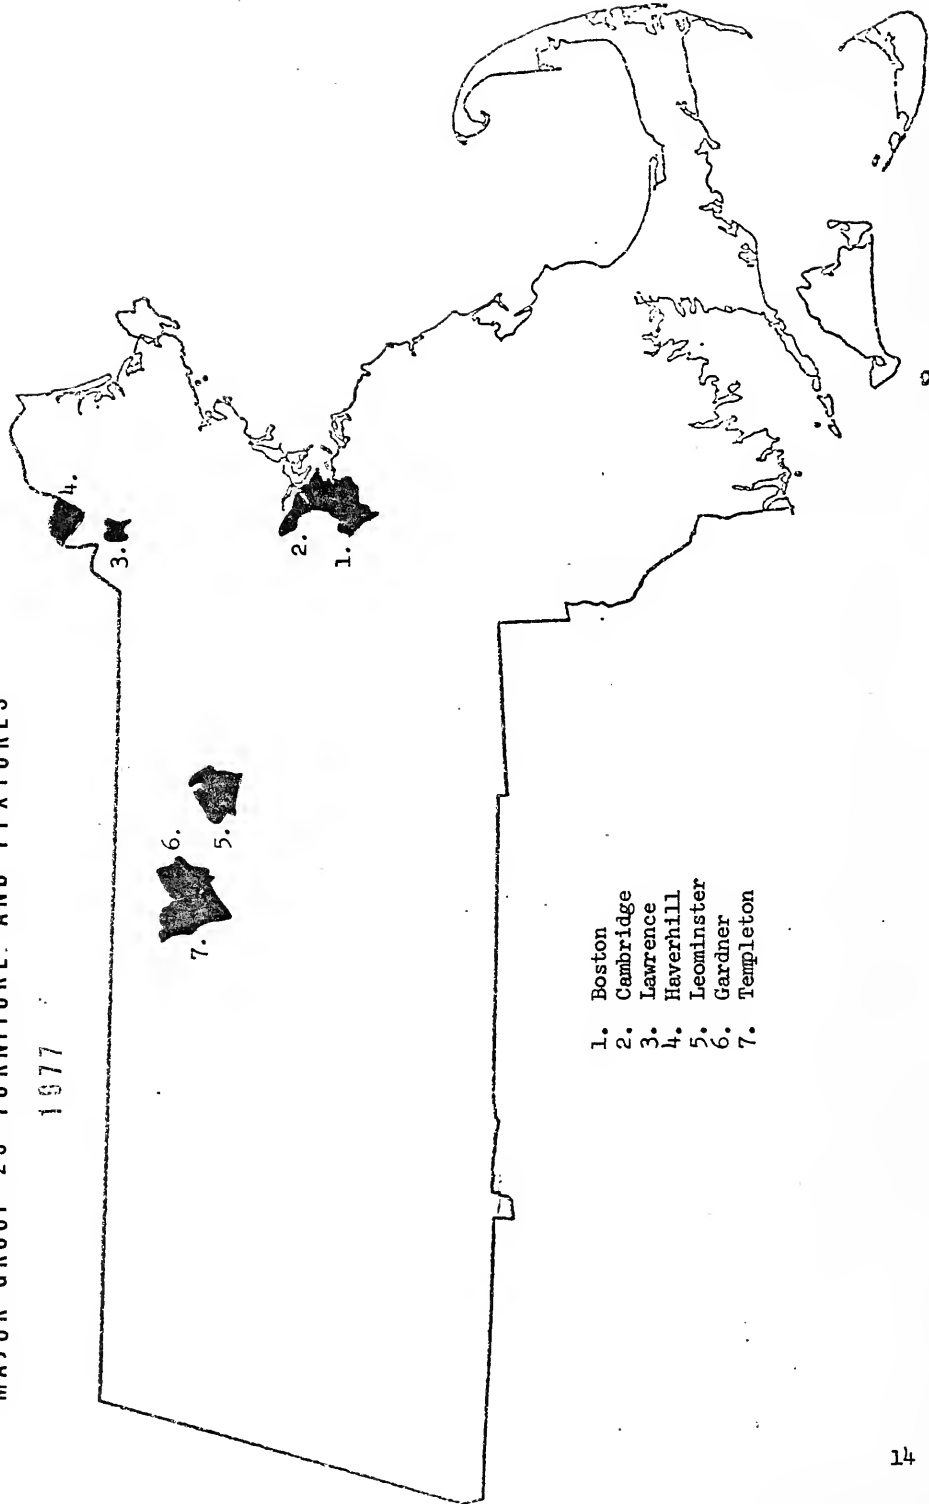 MAJOR GROUP 25 FURNITURE AND FIXTURES
1977
4.
3.
2.
1.
6.
5.
7.
1. Boston
2. Cambridge
3. Lawrence
4. Haverhill
5. Leominster
6. Gardner
7. Templeton
14